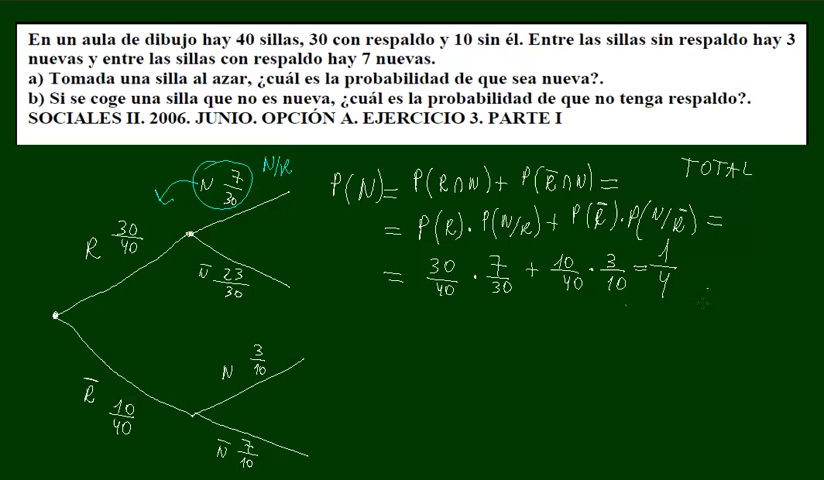 En un aula de dibujo hay 40 sillas, 30 con respaldo y 10 sin él. Entre las sillas sin respaldo hay 3
nuevas y entre las sillas con respaldo hay 7 nuevas.
a) Tomada una silla al azar, ¿cuál es la probabilidad de que sea nueva?.
b) Si se coge una silla que no es nueva, ¿cuál es la probabilidad de que no tenga respaldo?.
SOCIALES II. 2006. JUNIO. OPCIÓN A. EJERCICIO 3. PARTE I
N 7/30 N/R
R 30/40
N̅ 23/30
R̅ 10/40
N 3/10
N̅ 7/10
TOTAL
P(N) = P(R∩N) + P(R̅∩N) =
= P(R) · P(N/R) + P(R̅) · P(N/R̅) =
= 30/40 · 7/30 + 10/40 · 3/10 = 1/4